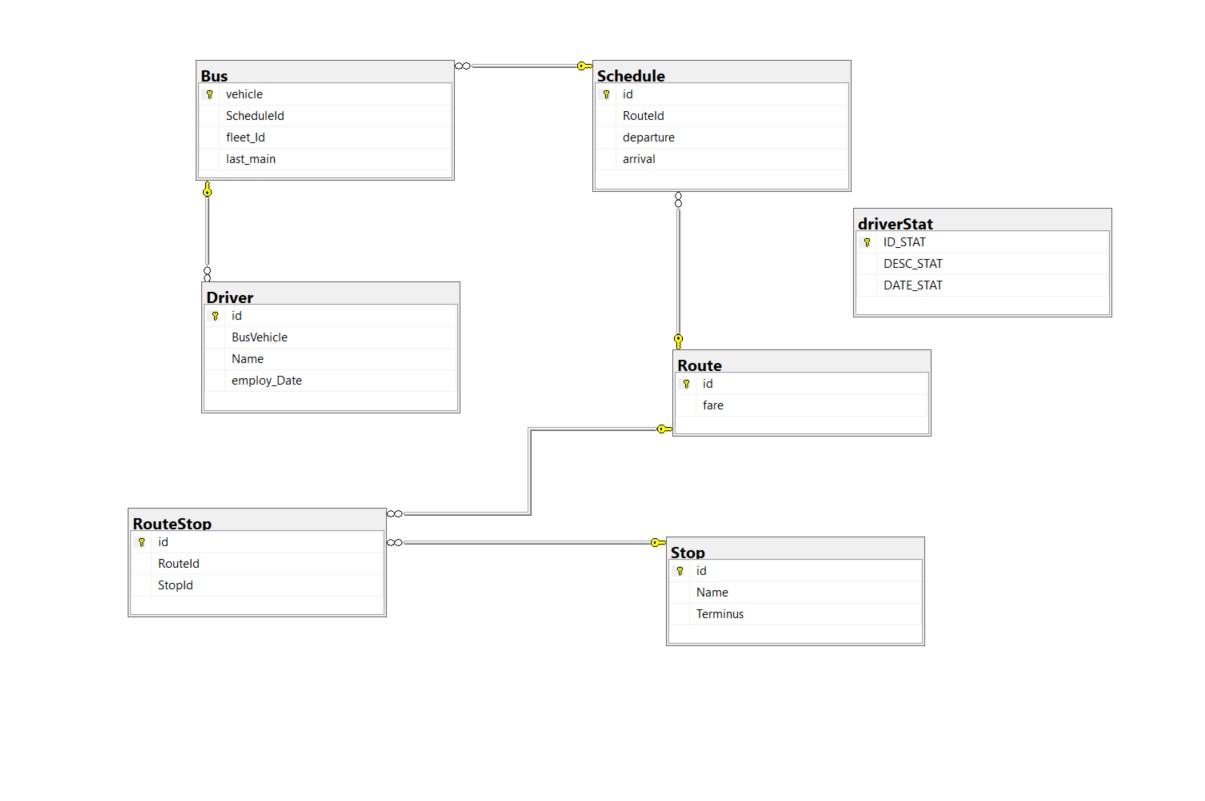 Bus
vehicle
ScheduleId
fleet_Id
last_main
Schedule
id
RouteId
departure
arrival
driverStat
ID_STAT
DESC_STAT
DATE_STAT
Driver
id
BusVehicle
Name
employ_Date
Route
id
fare
RouteStop
id
RouteId
StopId
Stop
id
Name
Terminus